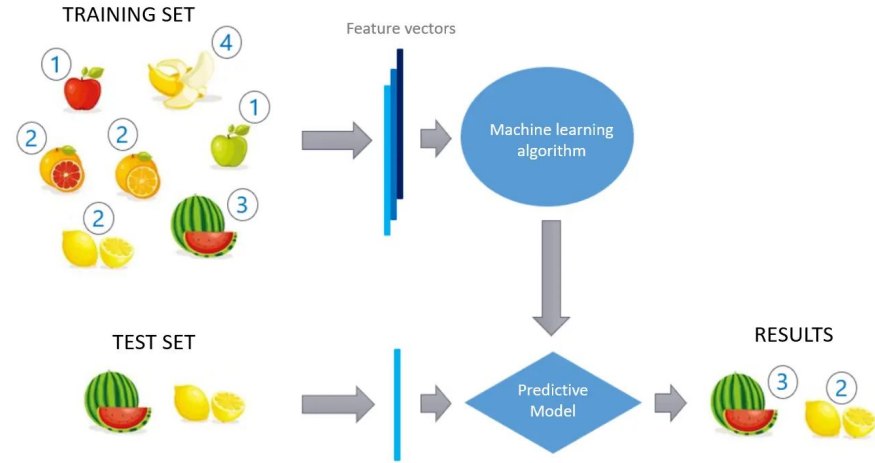 TRAINING SET
Feature vectors
1
4
1
2
2
2
3
Machine learning
algorithm
TEST SET
Predictive
Model
RESULTS
3
2